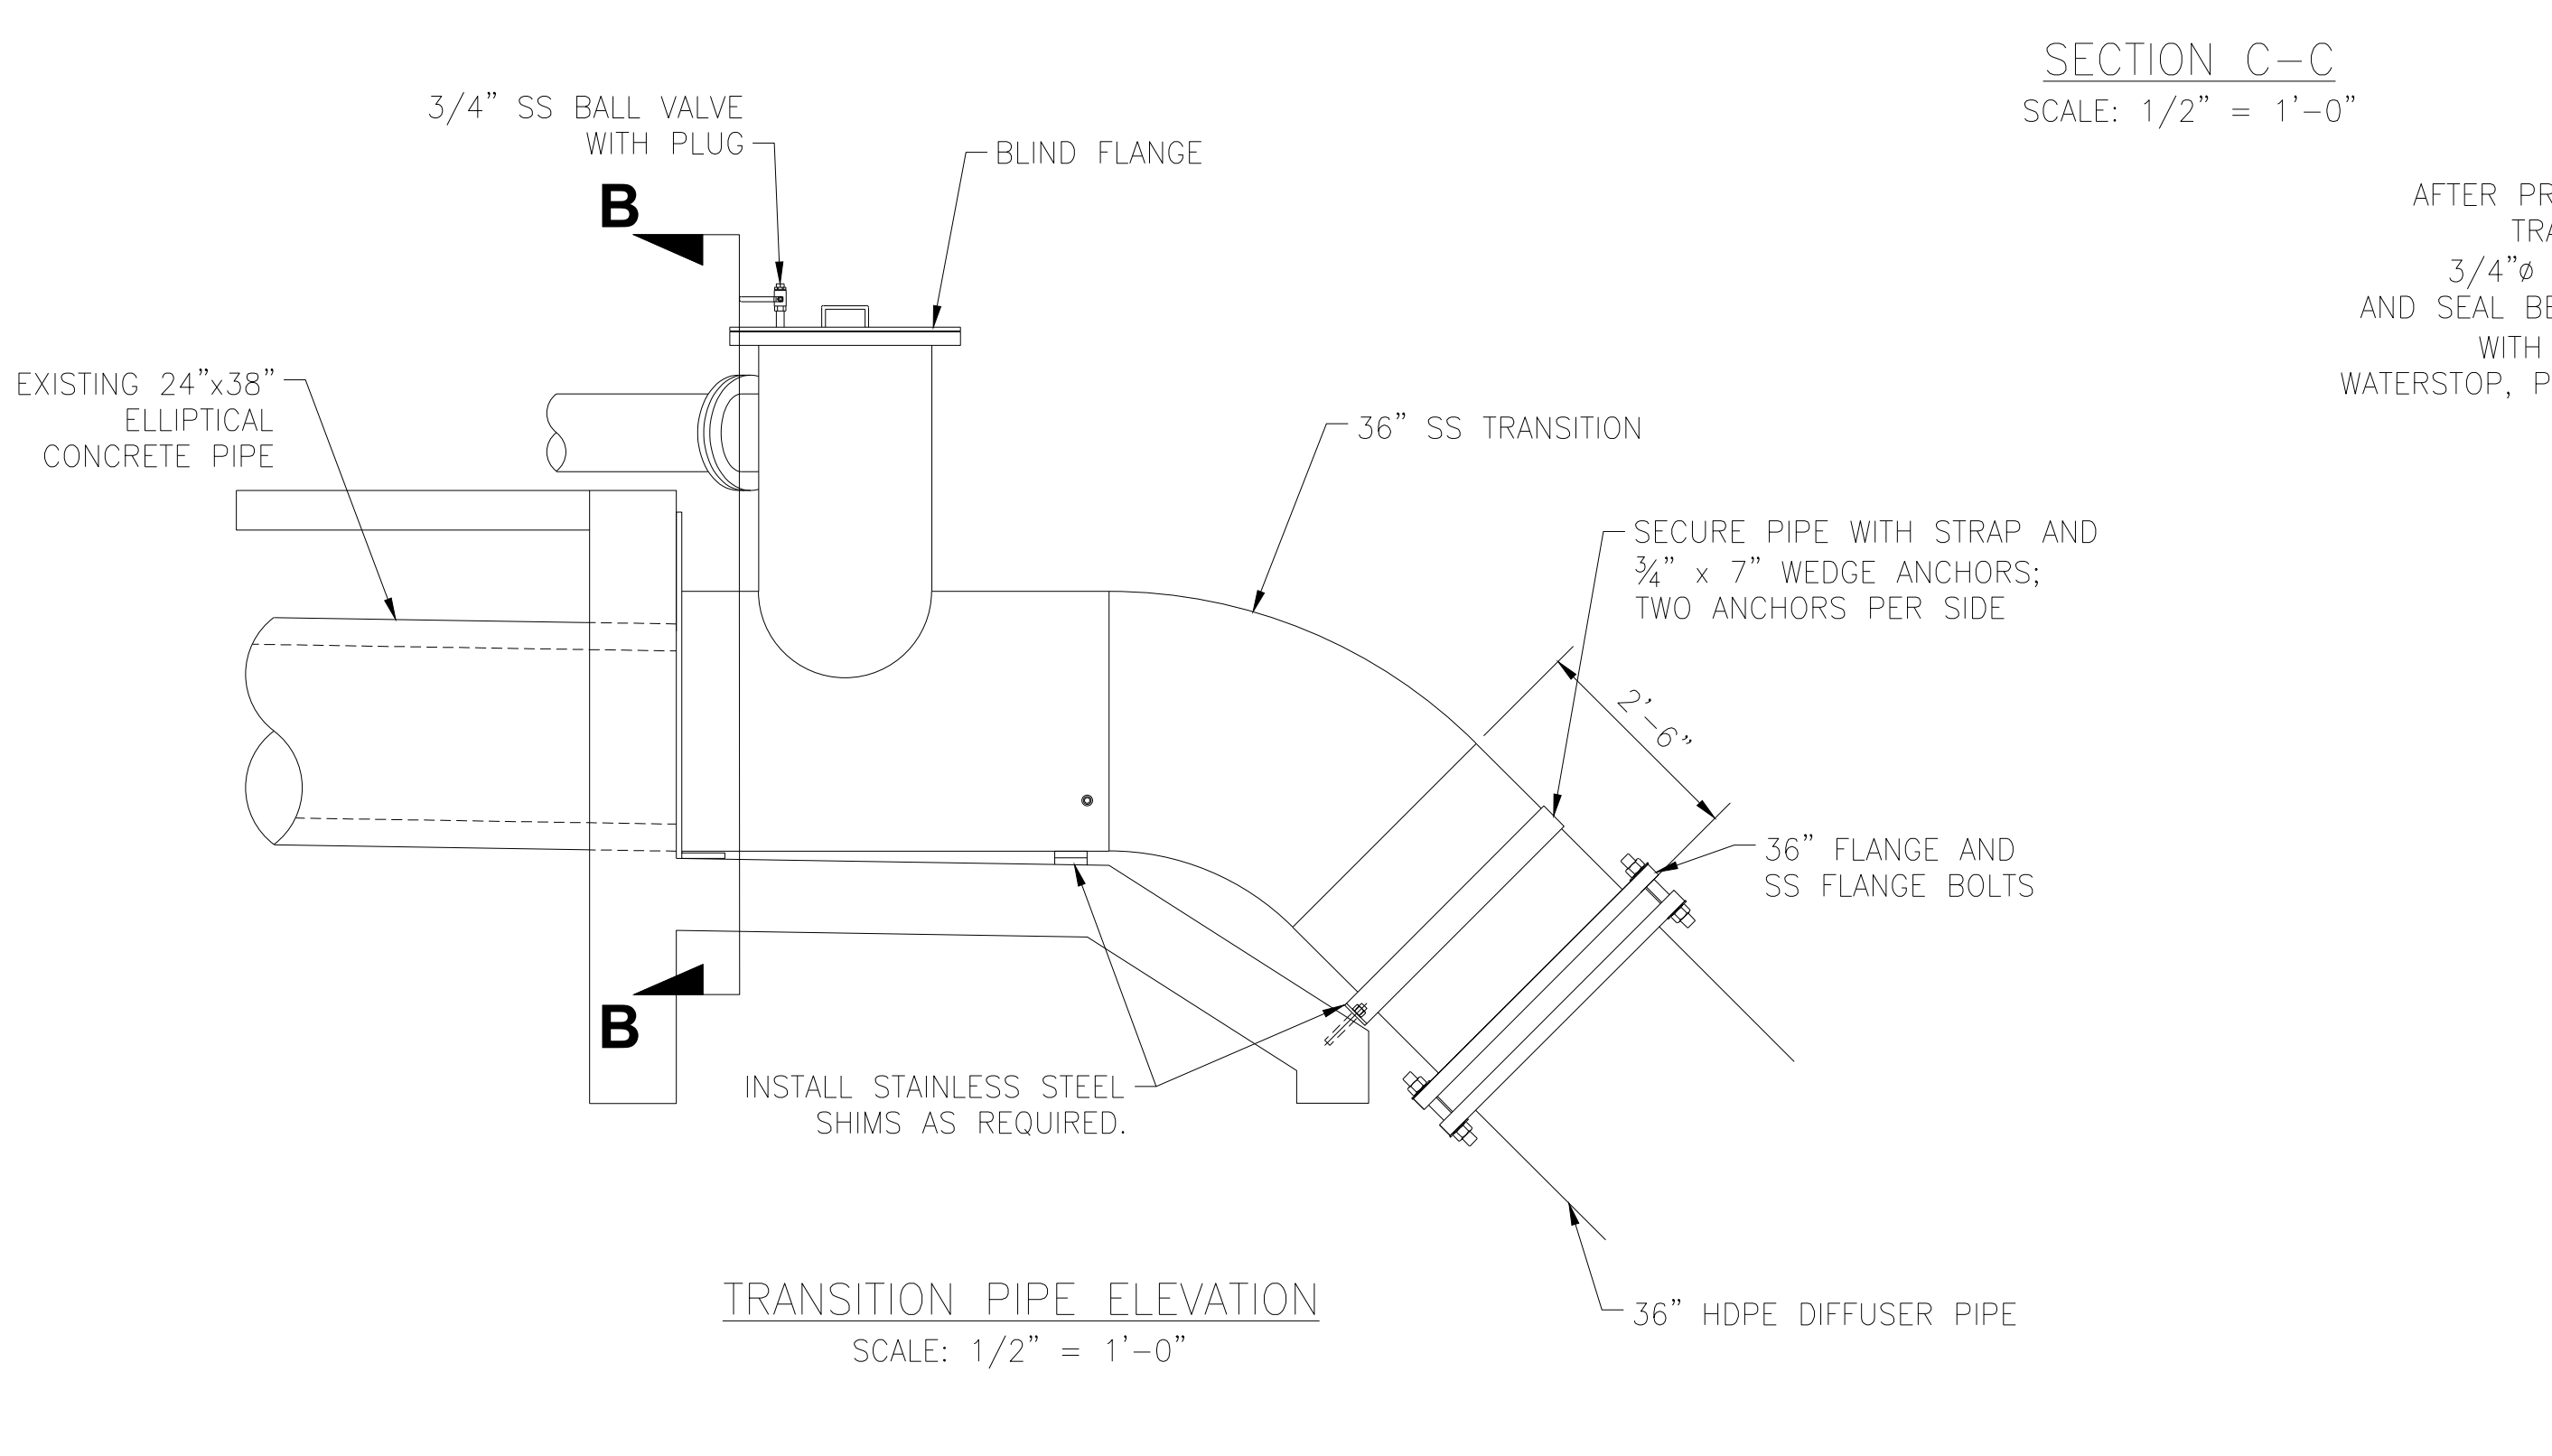 SECTION C-C
SCALE: 1/2" = 1'-0"
3/4" SS BALL VALVE
WITH PLUG
BLIND FLANGE
B
AFTER
3/4"ø
AND SEAL
WITH
WATERSTOP,
EXISTING 24"x38"
ELLIPTICAL
CONCRETE PIPE
36" SS TRANSITION
SECURE PIPE WITH STRAP AND
¾" x 7" WEDGE ANCHORS;
TWO ANCHORS PER SIDE
2'-6"
36" FLANGE AND
SS FLANGE BOLTS
B
INSTALL STAINLESS STEEL
SHIMS AS REQUIRED.
36" HDPE DIFFUSER PIPE
TRANSITION PIPE ELEVATION
SCALE: 1/2" = 1'-0"